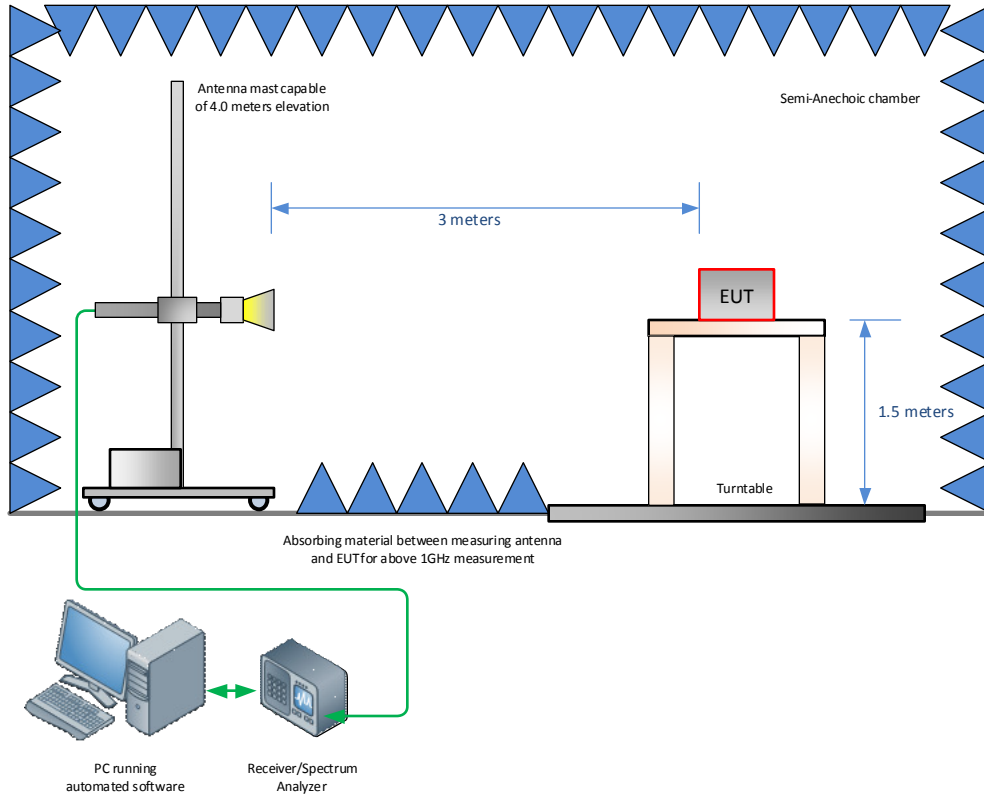 Antenna mast capable
of 4.0 meters elevation
Semi-Anechoic chamber
3 meters
EUT
1.5 meters
Turntable
Absorbing material between measuring antenna
and EUT for above 1GHz measurement
PC running
automated software
Receiver/Spectrum
Analyzer